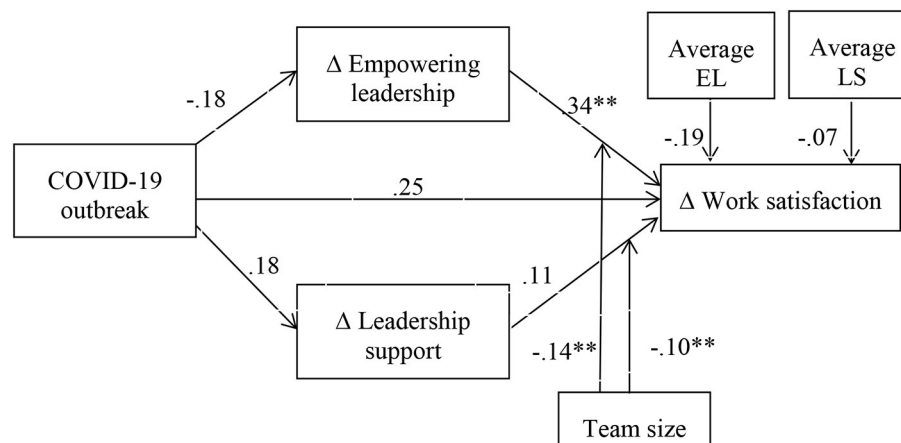 Δ Empowering
leadership
Average
EL
Average
LS
-.18
.34**
-.19
-.07
COVID-19
outbreak
.25
Δ Work satisfaction
.18
.11
Δ Leadership
support
-.14**
-.10**
Team size